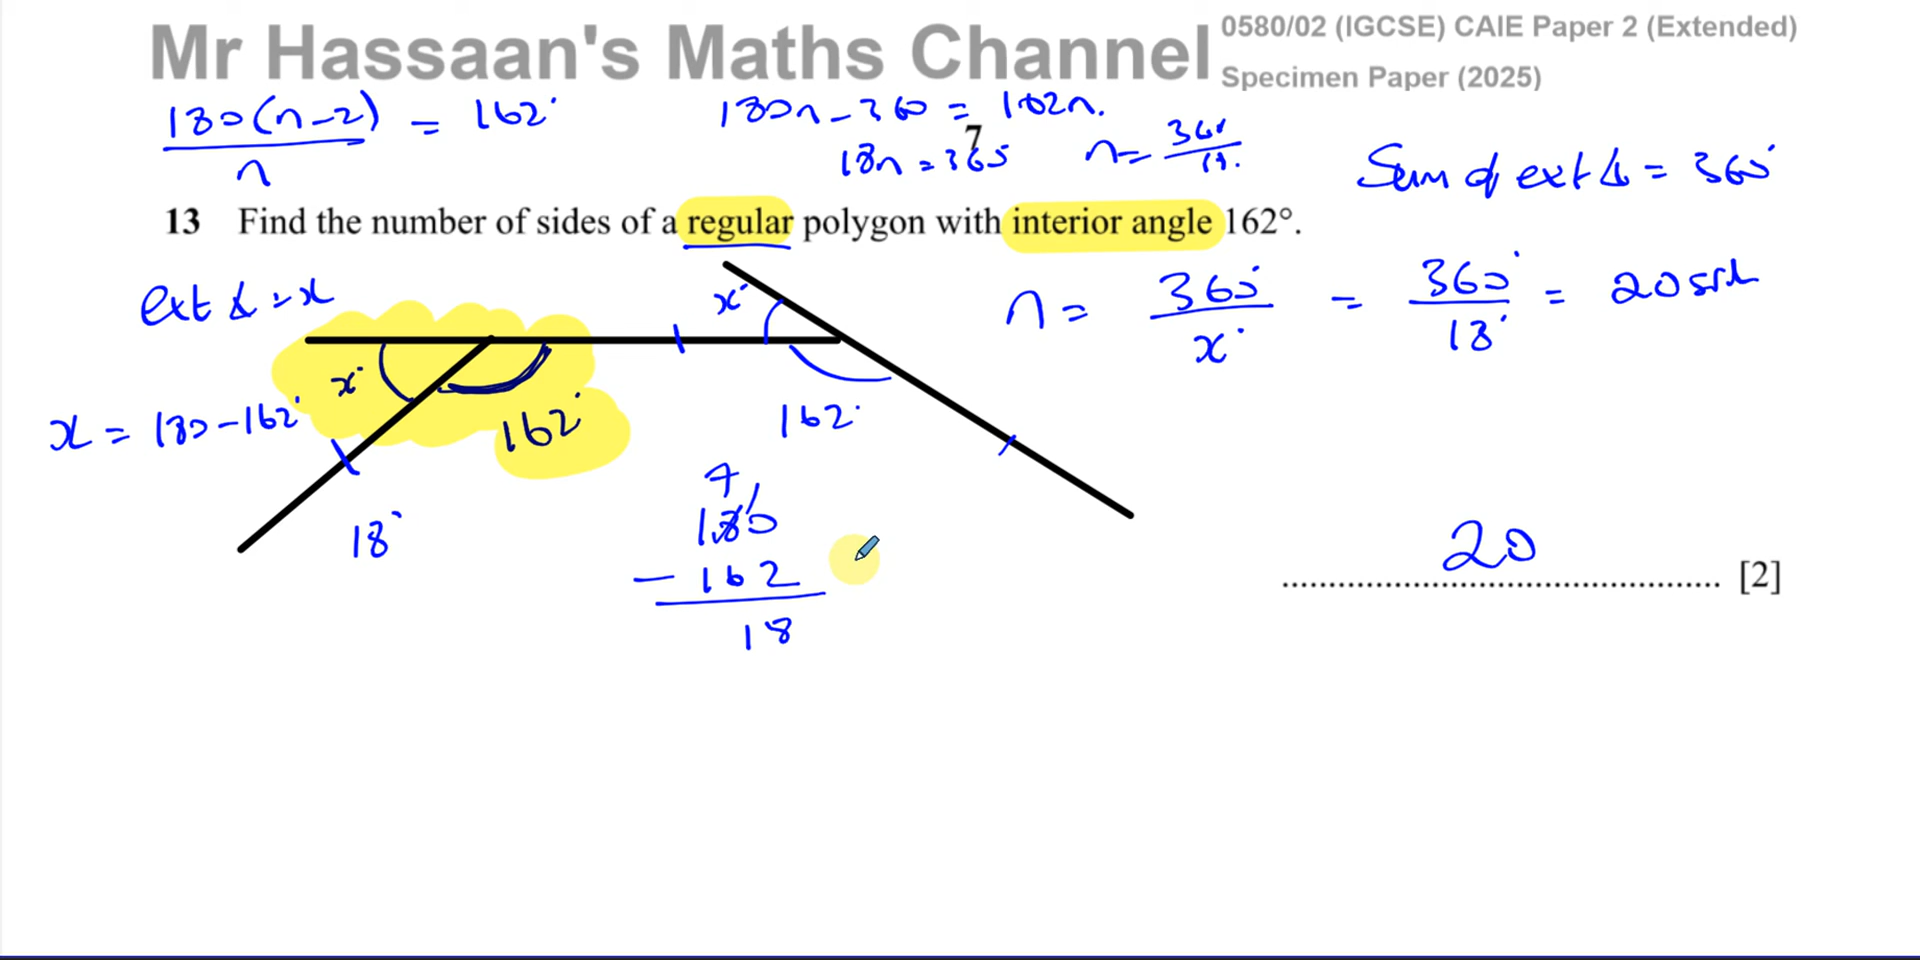 Mr Hassaan's Maths Channel
0580/02 (IGCSE) CAIE Paper 2 (Extended)
Specimen Paper (2025)
180(n-2)/n = 162°
180n - 360 = 162n.
7
18n = 360
n = 360/18.
Sum of ext ∠s = 360°
13 Find the number of sides of a regular polygon with interior angle 162°.
ext ∠ = x
x°
n = 360°/x° = 360°/18° = 20
x°
x = 180 - 162°
162°
162°
18°
7 1
180
- 162
18
20
[2]